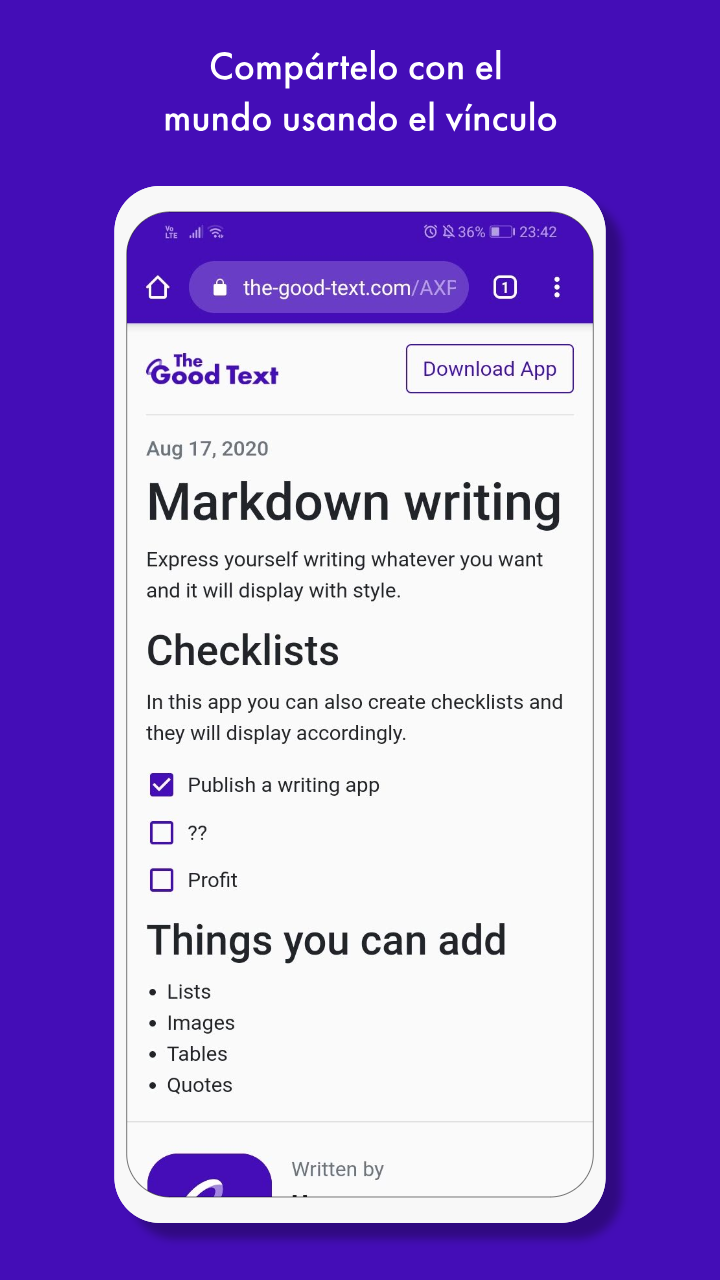 Compártelo con el
mundo usando el vínculo
Vo
LTE
36% 23:42
the-good-text.com/AXF
1
The
Good Text
Download App
Aug 17, 2020
Markdown writing
Express yourself writing whatever you want
and it will display with style.
Checklists
In this app you can also create checklists and
they will display accordingly.
Publish a writing app
??
Profit
Things you can add
Lists
Images
Tables
Quotes
Written by